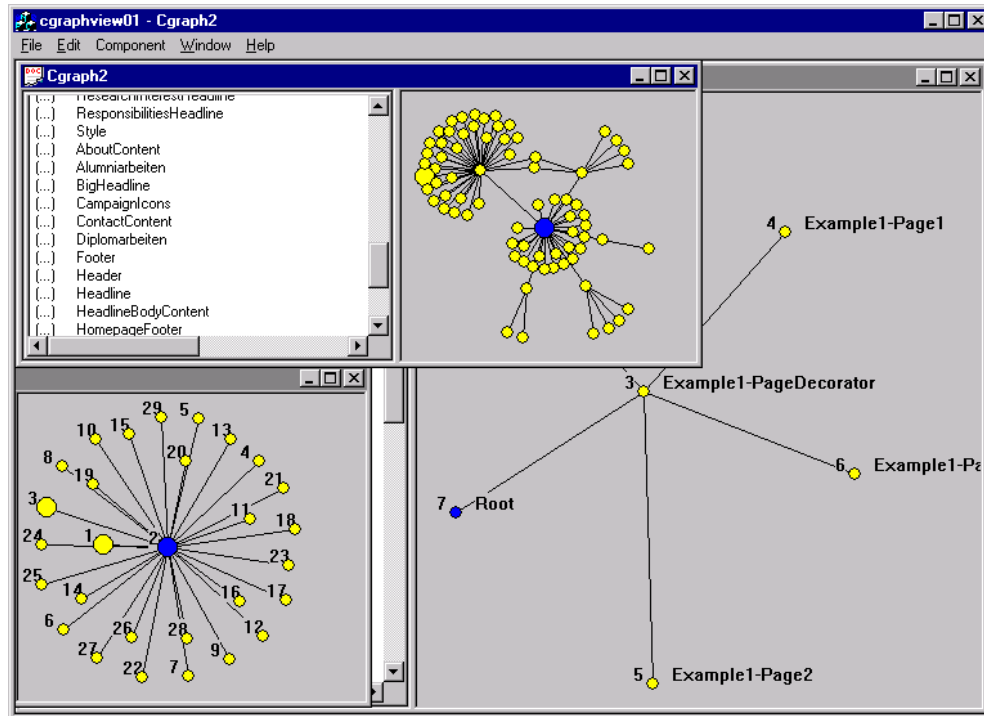 cgraphview01 - Cgraph2
File Edit Component Window Help
DOC Cgraph2
(...) ResearchInterestHeadline
(...) ResponsibilitiesHeadline
(...) Style
(...) AboutContent
(...) Alumniarbeiten
(...) BigHeadline
(...) CampaignIcons
(...) ContactContent
(...) Diplomarbeiten
(...) Footer
(...) Header
(...) Headline
(...) HeadlineBodyContent
(...) HomepageFooter
4 Example1-Page1
3 Example1-PageDecorator
6 Example1-Pa
7 Root
5 Example1-Page2
29 5
10 15 13
8 20 4
19 21
3 11
18
24 1 2
23
25
14 16 17
6 26 28 12
27 9
22 7